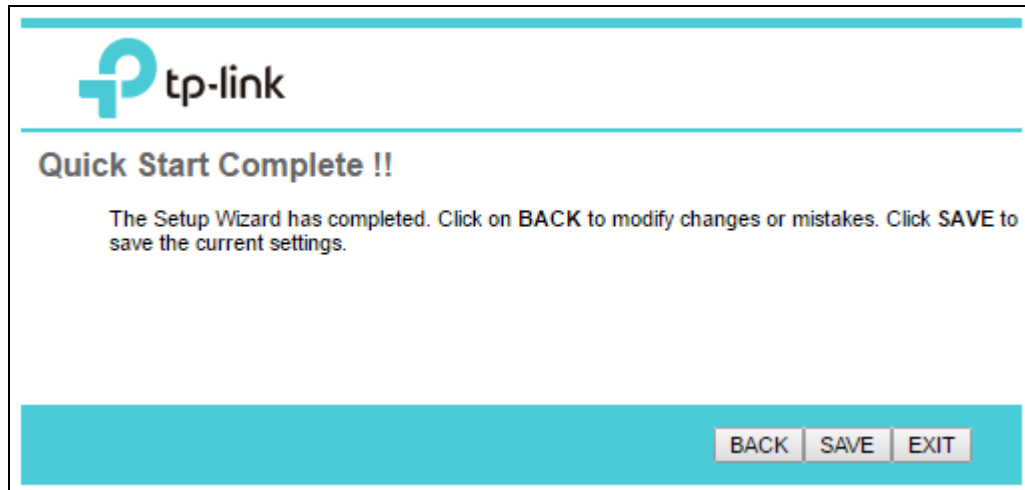 tp-link
Quick Start Complete !!
The Setup Wizard has completed. Click on BACK to modify changes or mistakes. Click SAVE to
save the current settings.
BACK SAVE EXIT